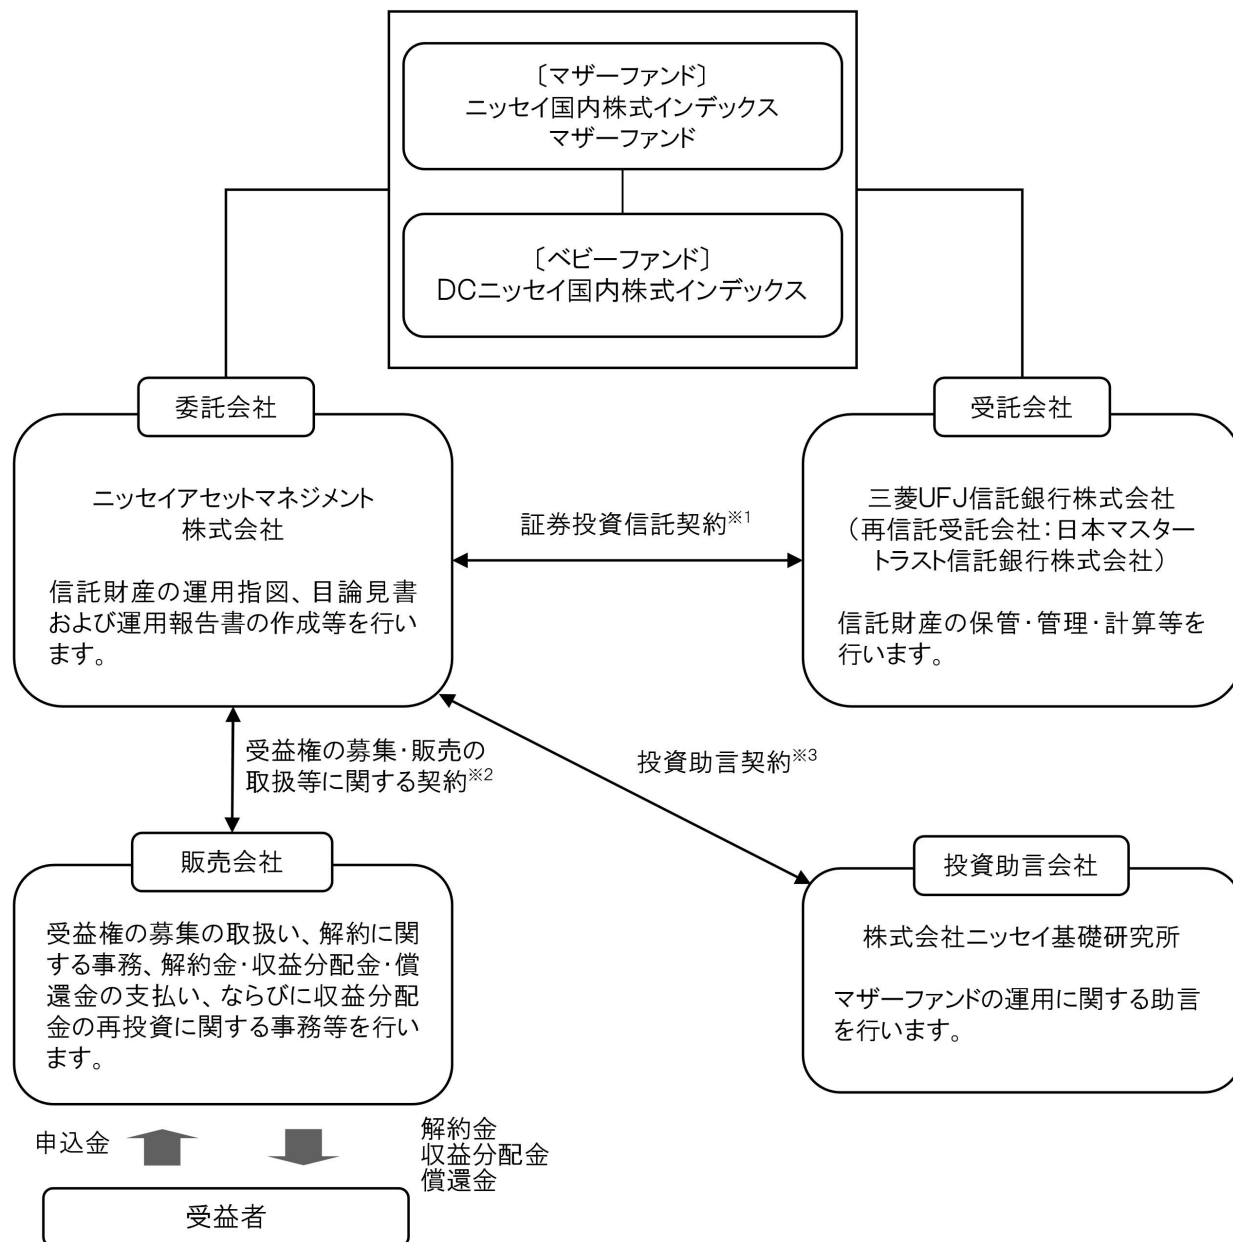 〔マザーファンド〕
ニッセイ国内株式インデックス
マザーファンド
〔ベビーファンド〕
DCニッセイ国内株式インデックス
委託会社
ニッセイアセットマネジメント
株式会社
信託財産の運用指図、目論見書
および運用報告書の作成等を行い
ます。
証券投資信託契約※1
受託会社
三菱UFJ信託銀行株式会社
（再信託受託会社：日本マスター
トラスト信託銀行株式会社）
信託財産の保管・管理・計算等を
行います。
受益権の募集・販売の
取扱等に関する契約※2
投資助言契約※3
販売会社
受益権の募集の取扱い、解約に関
する事務、解約金・収益分配金・償
還金の支払い、ならびに収益分配
金の再投資に関する事務等を行い
ます。
投資助言会社
株式会社ニッセイ基礎研究所
マザーファンドの運用に関する助言
を行います。
申込金
解約金
収益分配金
償還金
受益者